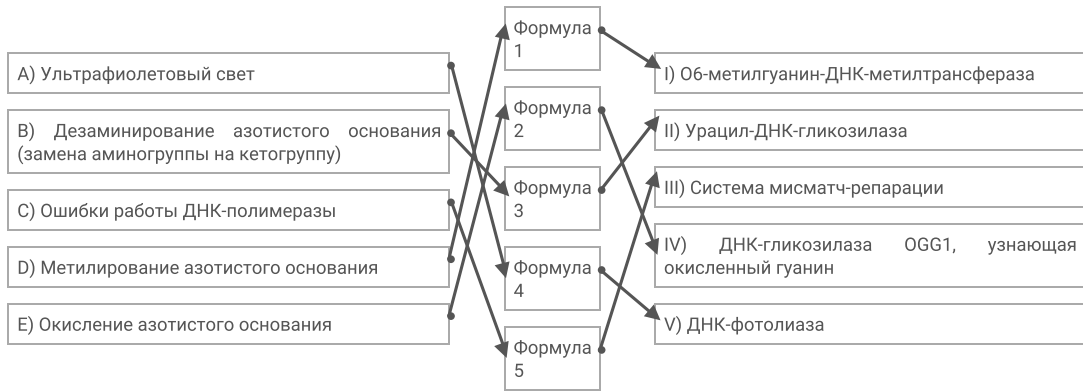 А) Ультрафиолетовый свет
В) Дезаминирование азотистого основания
(замена аминогруппы на кетогруппу)
С) Ошибки работы ДНК-полимеразы
D) Метилирование азотистого основания
Е) Окисление азотистого основания
Формула
1
Формула
2
Формула
3
Формула
4
Формула
5
I) О6-метилгуанин-ДНК-метилтрансфераза
II) Урацил-ДНК-гликозилаза
III) Система мисматч-репарации
IV) ДНК-гликозилаза OGG1, узнающая
окисленный гуанин
V) ДНК-фотолиаза